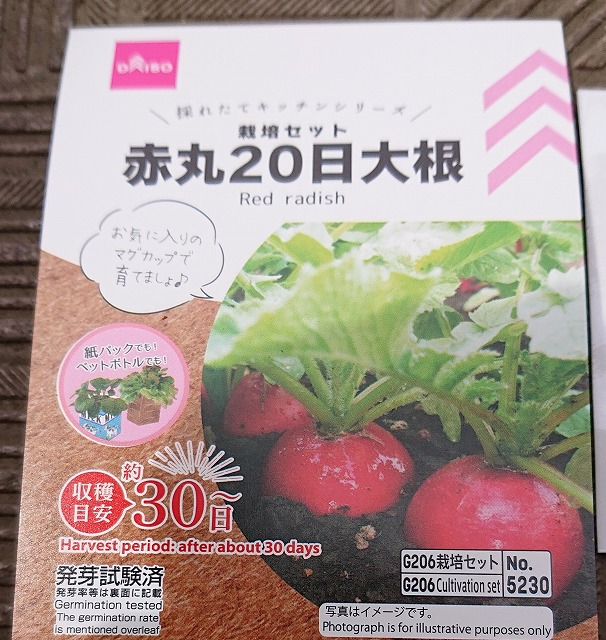 DAISO
採れたてキッチンシリーズ
栽培セット
赤丸20日大根
Red radish
お気に入りの
マグカップで
育てましょ♪
紙パックでも!
ペットボトルでも!
収穫
目安
約
30~
日
Harvest period: after about 30 days
発芽試験済
発芽率等は裏面に記載
Germination tested
The germination rate
is mentioned overleaf
G206栽培セット
G206 Cultivation set
No.
5230
写真はイメージです。
Photograph is for illustrative purposes only